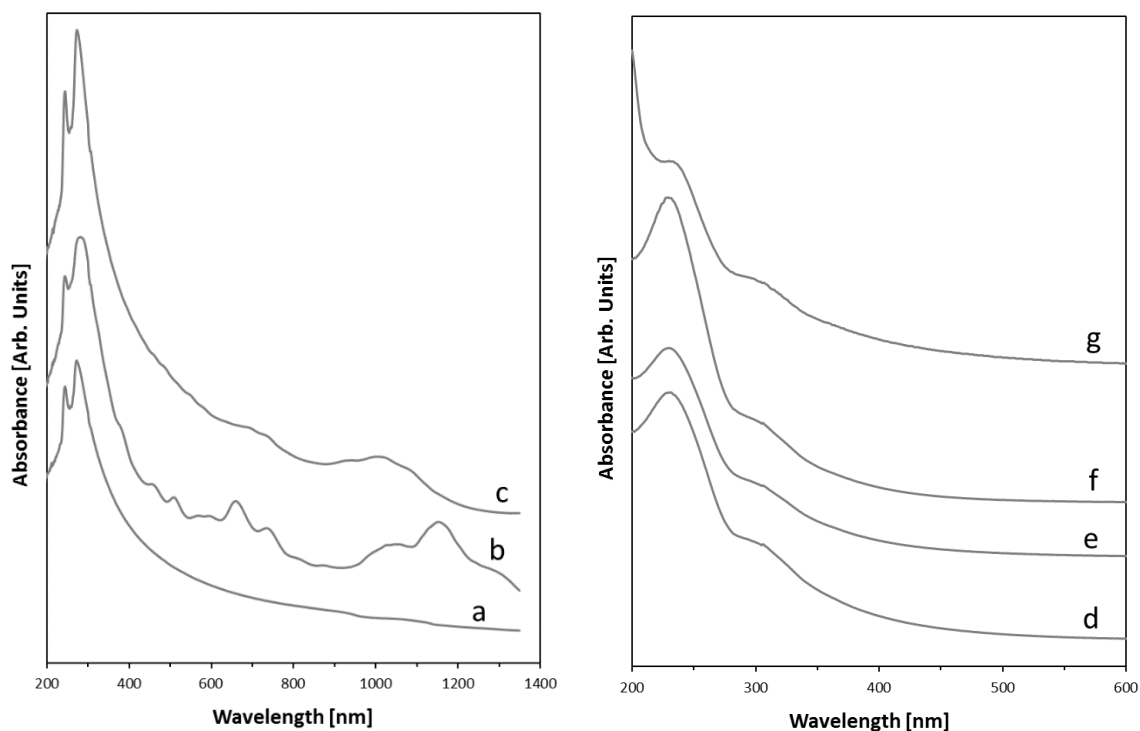 Absorbance [Arb. Units]
c
b
a
200 400 600 800 1000 1200 1400
Wavelength [nm]
Absorbance [Arb. Units]
g
f
e
d
200 300 400 500 600
Wavelength [nm]